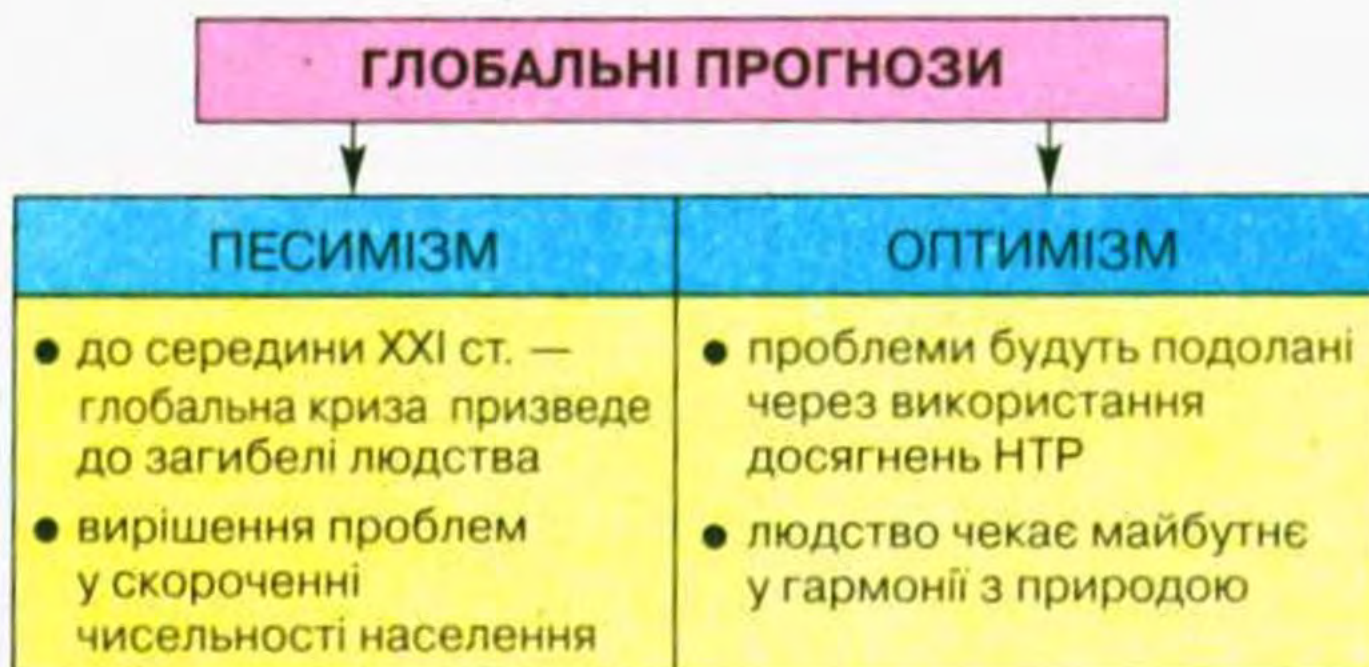 ГЛОБАЛЬНІ ПРОГНОЗИ
ПЕСИМІЗМ
● до середини XXI ст. —
глобальна криза призведе
до загибелі людства
● вирішення проблем
у скороченні
чисельності населення
ОПТИМІЗМ
● проблеми будуть подолані
через використання
досягнень НТР
● людство чекає майбутнє
у гармонії з природою